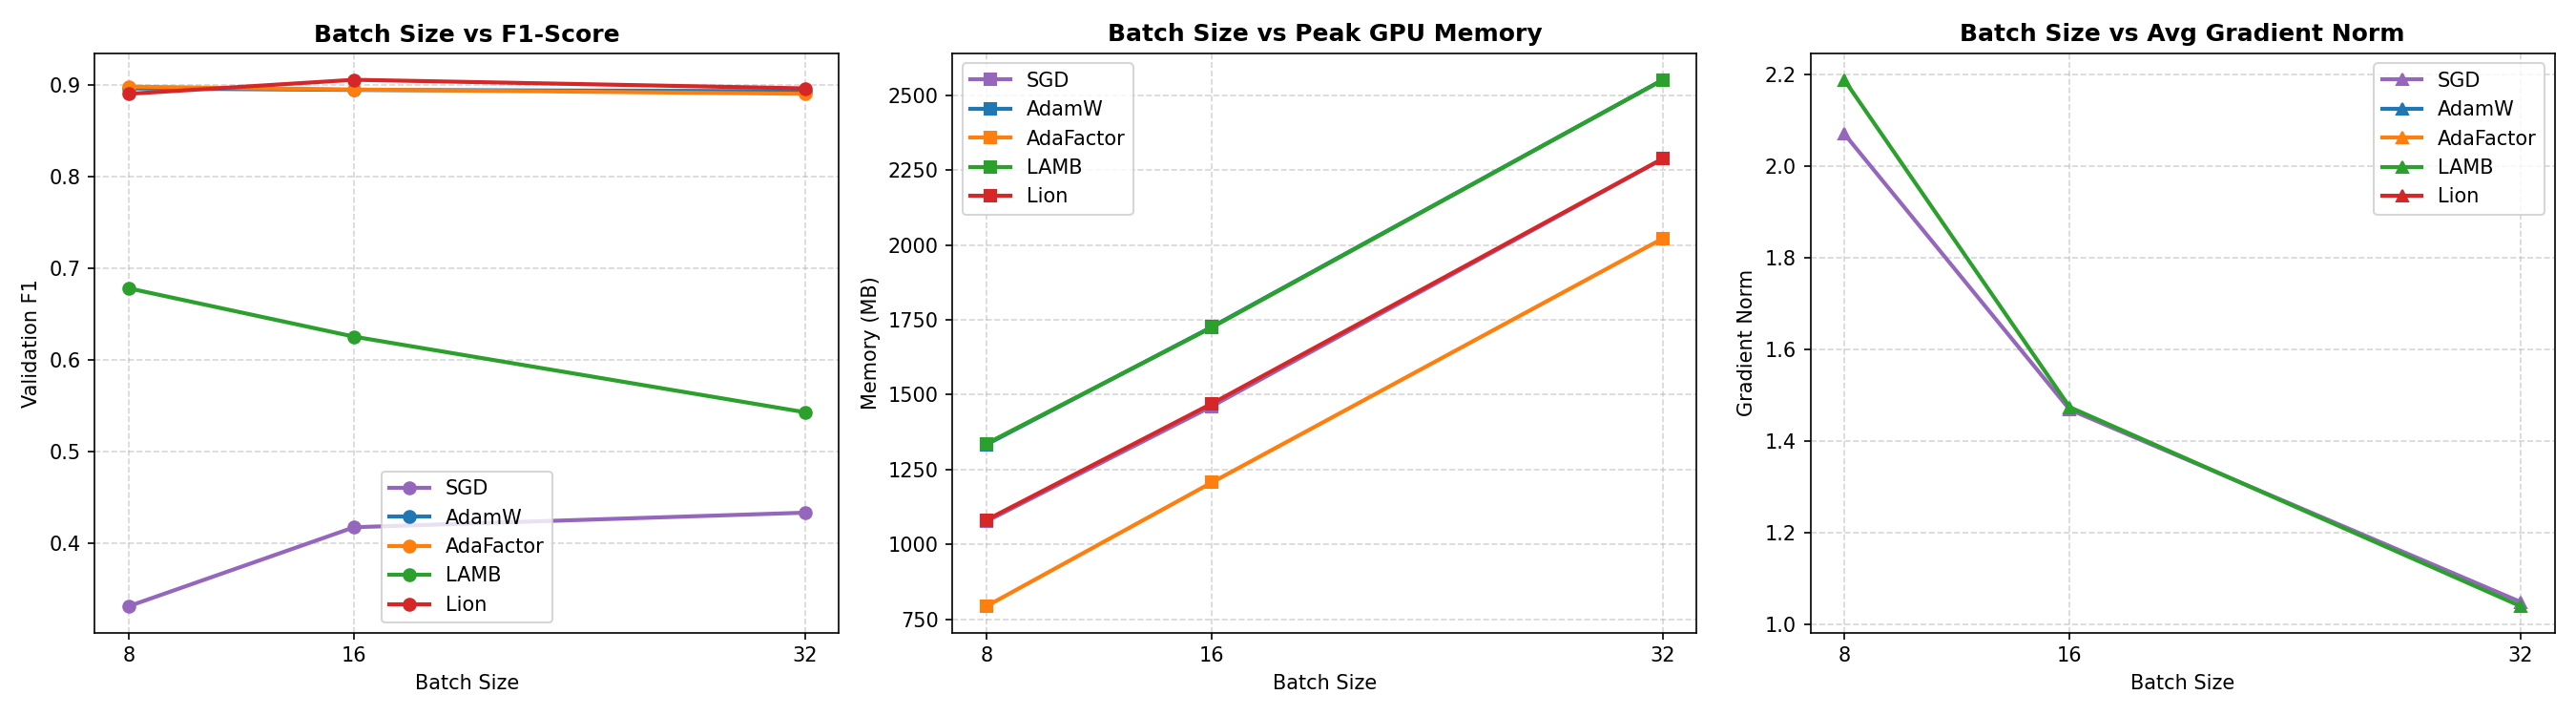 Batch Size vs F1-Score
Validation F1
0.9
0.8
0.7
0.6
0.5
0.4
SGD
AdamW
AdaFactor
LAMB
Lion
8
16
32
Batch Size
Batch Size vs Peak GPU Memory
Memory (MB)
2500
2250
2000
1750
1500
1250
1000
750
SGD
AdamW
AdaFactor
LAMB
Lion
8
16
32
Batch Size
Batch Size vs Avg Gradient Norm
Gradient Norm
2.2
2.0
1.8
1.6
1.4
1.2
1.0
SGD
AdamW
AdaFactor
LAMB
Lion
8
16
32
Batch Size